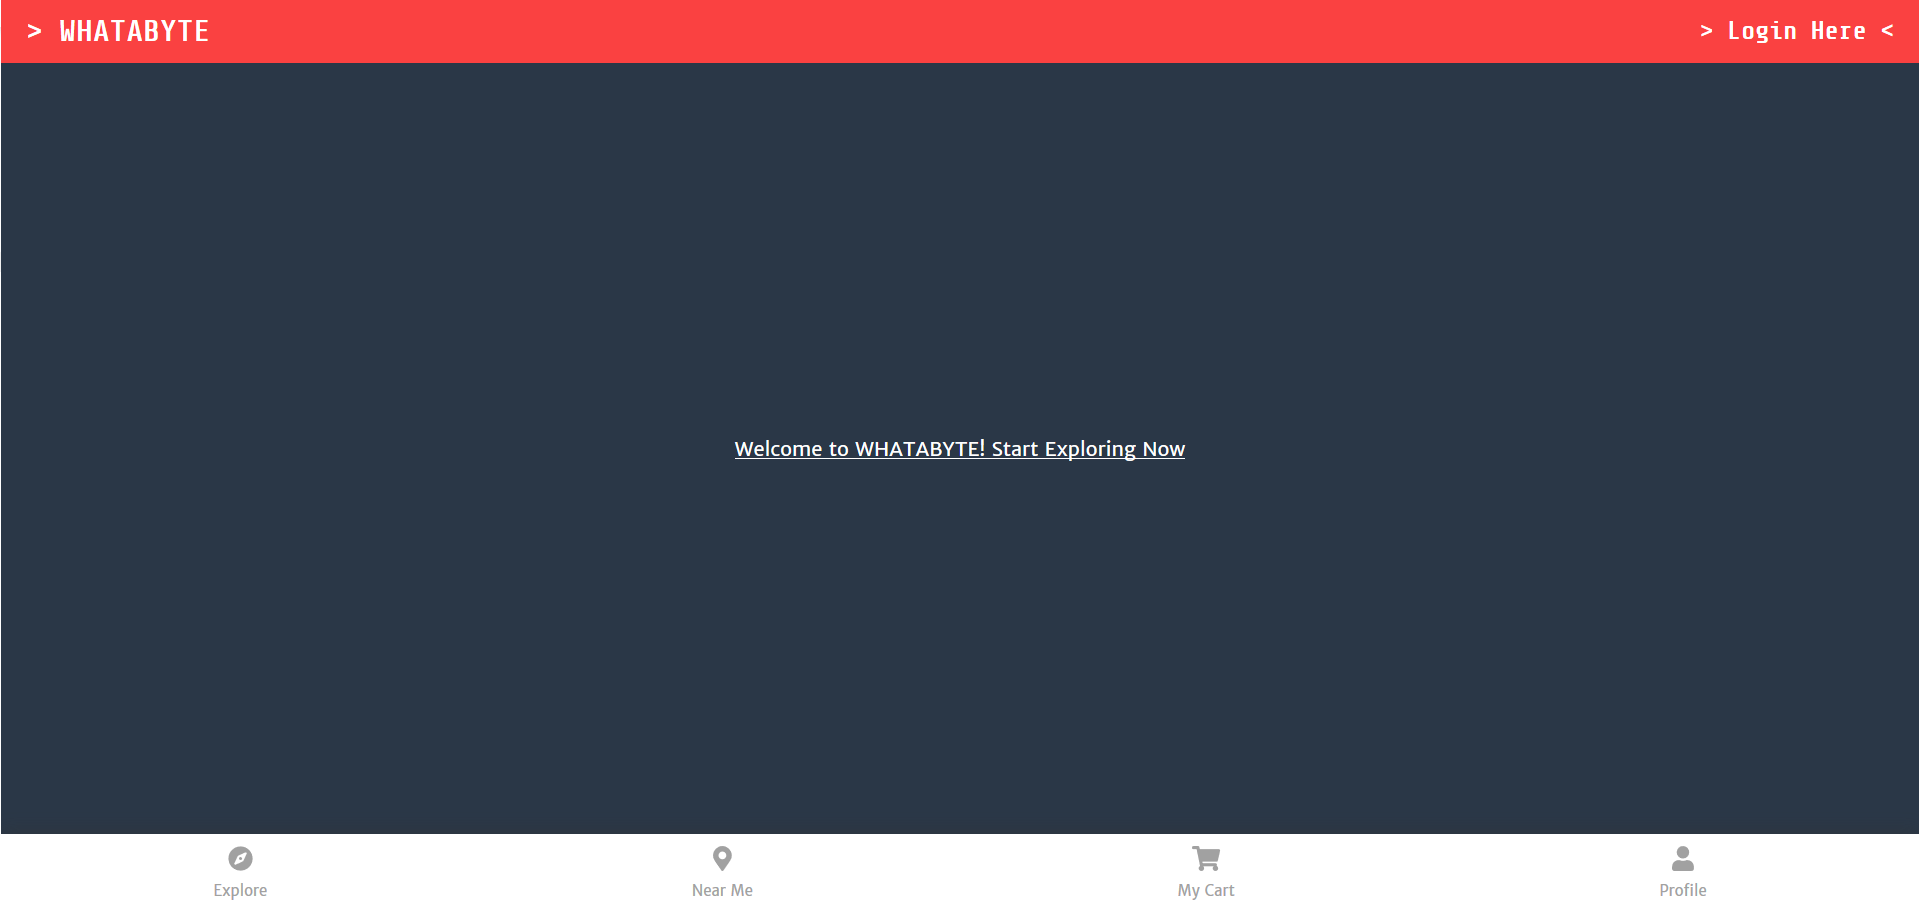 > WHATABYTE
> Login Here <
Welcome to WHATABYTE! Start Exploring Now
Explore
Near Me
My Cart
Profile